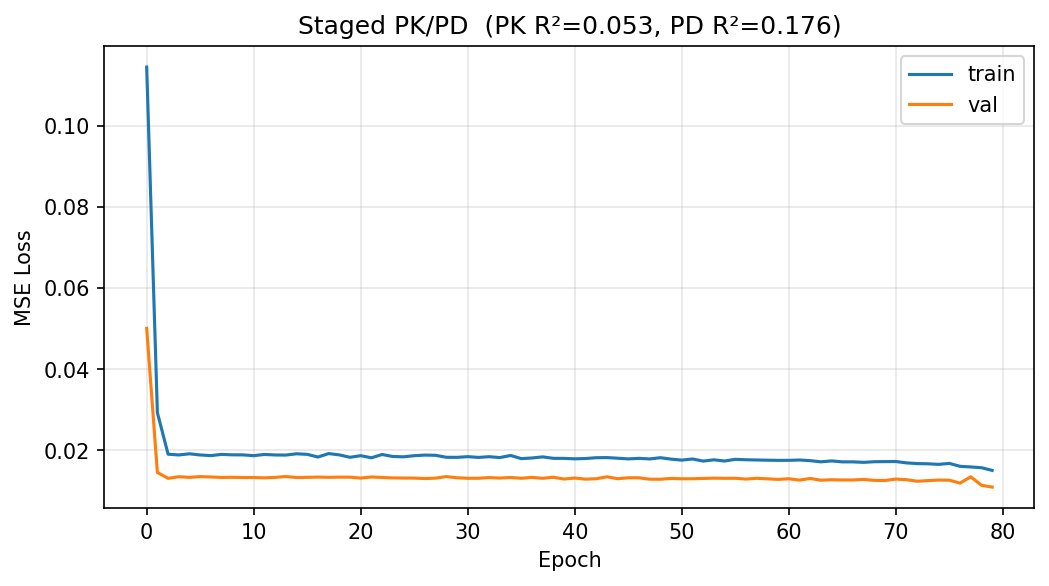 Staged PK/PD  (PK R²=0.053, PD R²=0.176)
train
val
MSE Loss
0.10
0.08
0.06
0.04
0.02
0 10 20 30 40 50 60 70 80
Epoch